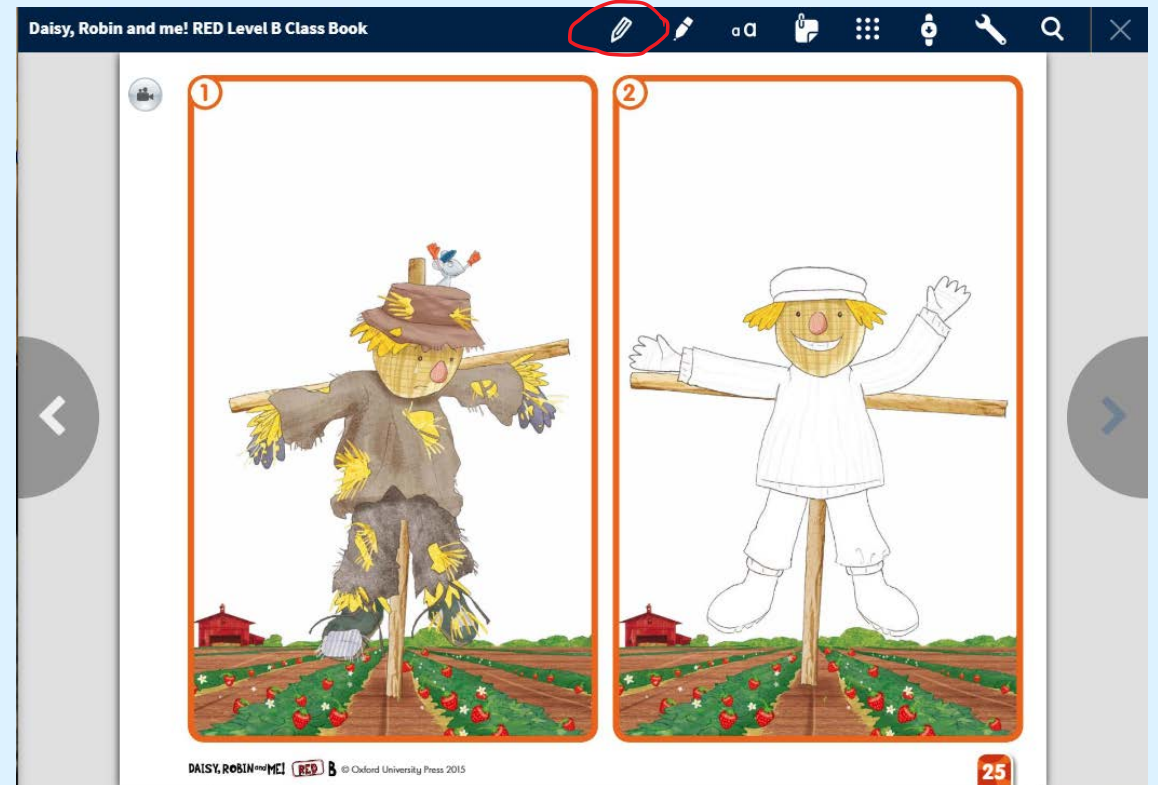 Daisy, Robin and me! RED Level B Class Book
aa
1
2
DAISY, ROBIN and ME! RED B © Oxford University Press 2015
25